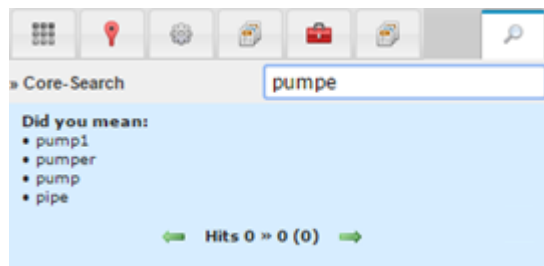 » Core-Search pumpe
Did you mean:
• pump1
• pumper
• pump
• pipe
Hits 0 » 0 (0)